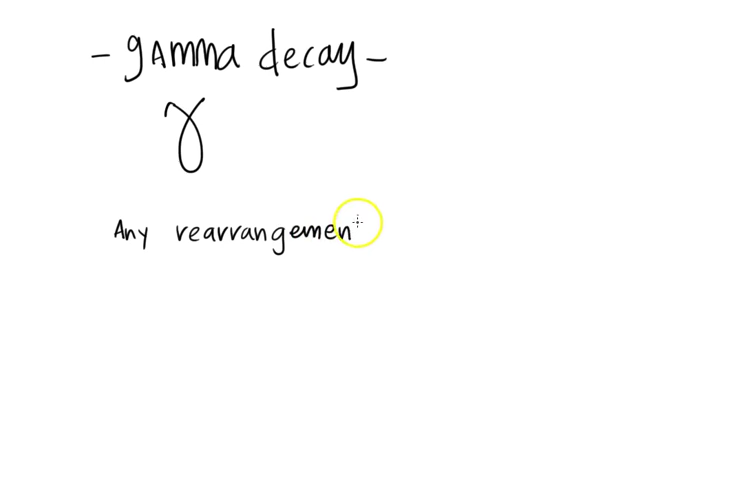 - gamma decay -
γ
Any rearrangemen